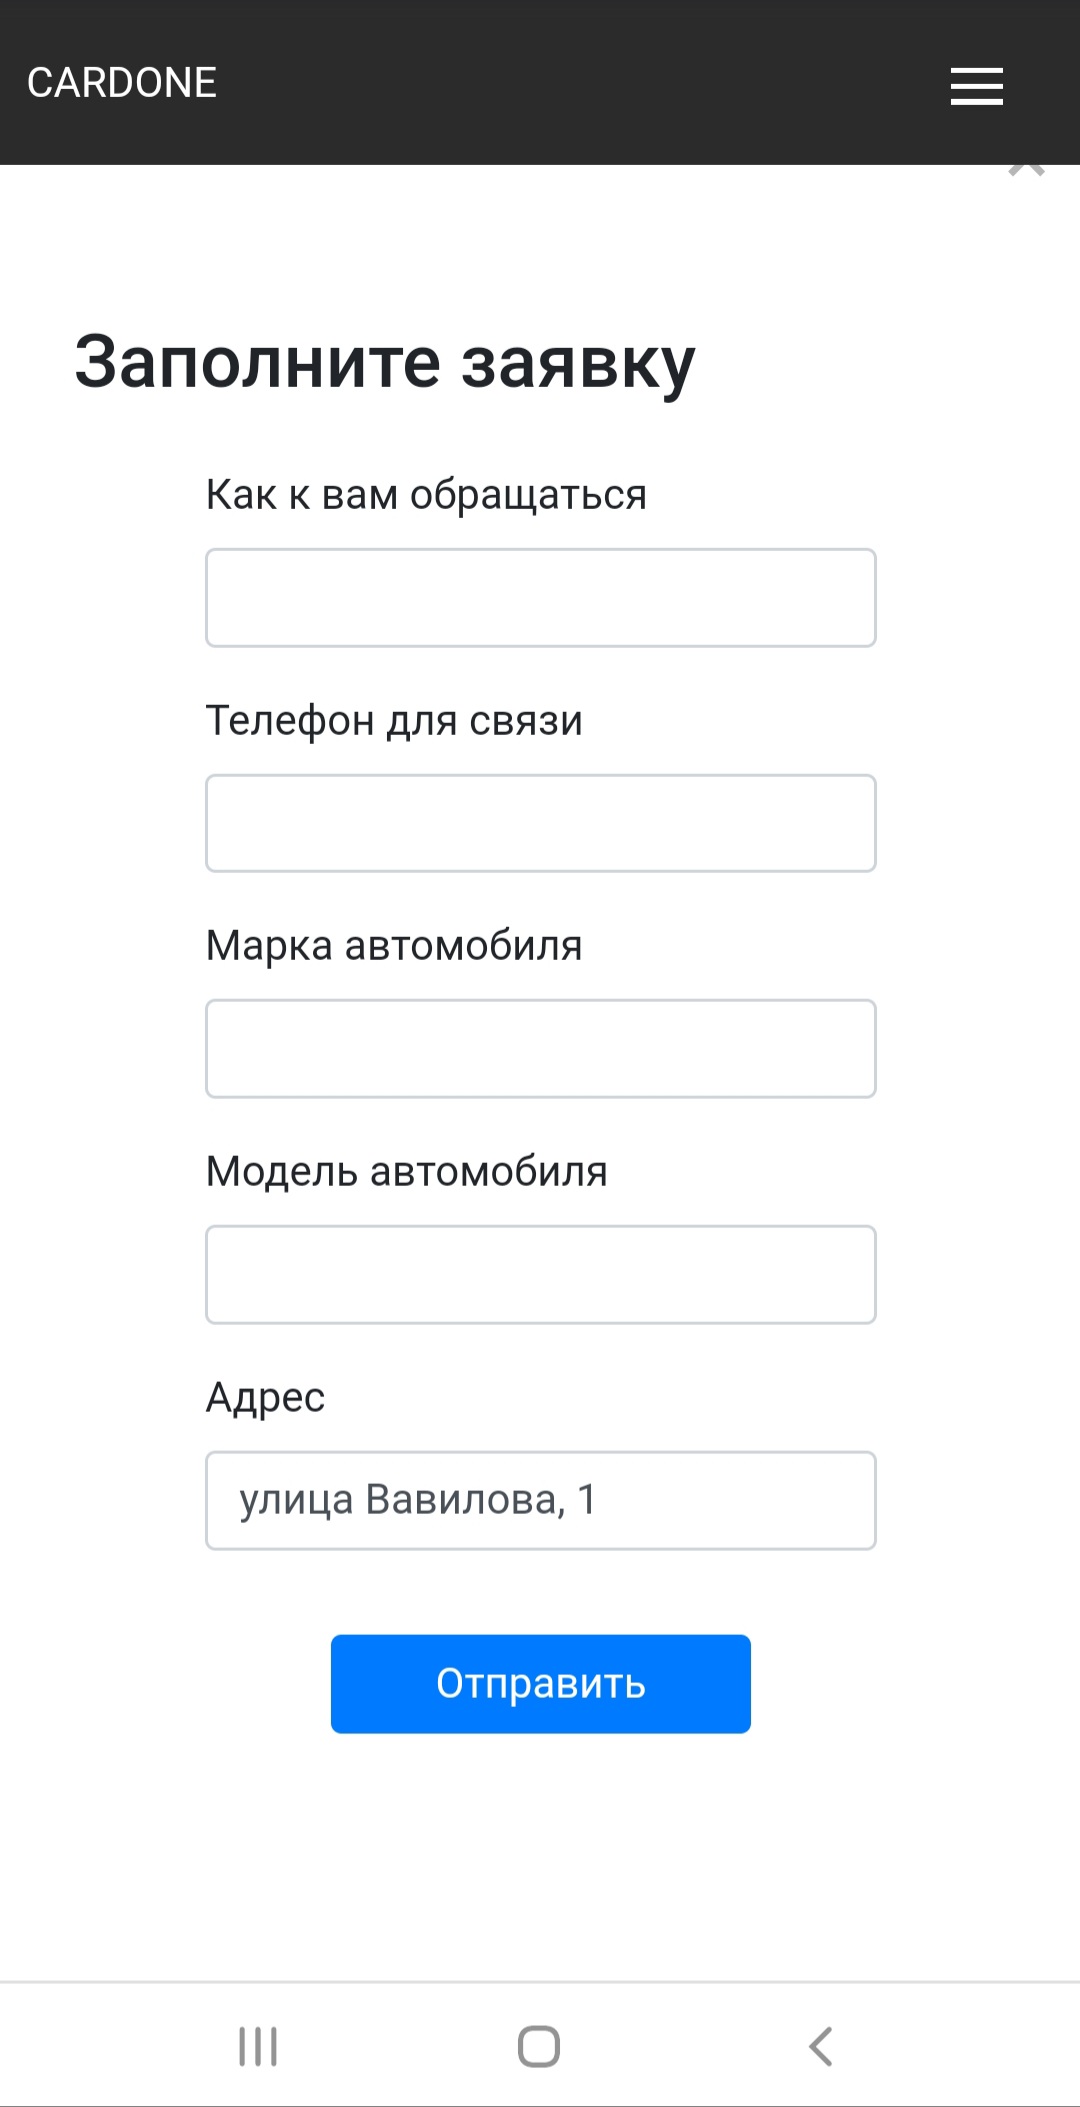 CARDONE
Заполните заявку
Как к вам обращаться
Телефон для связи
Марка автомобиля
Модель автомобиля
Адрес
улица Вавилова, 1
Отправить